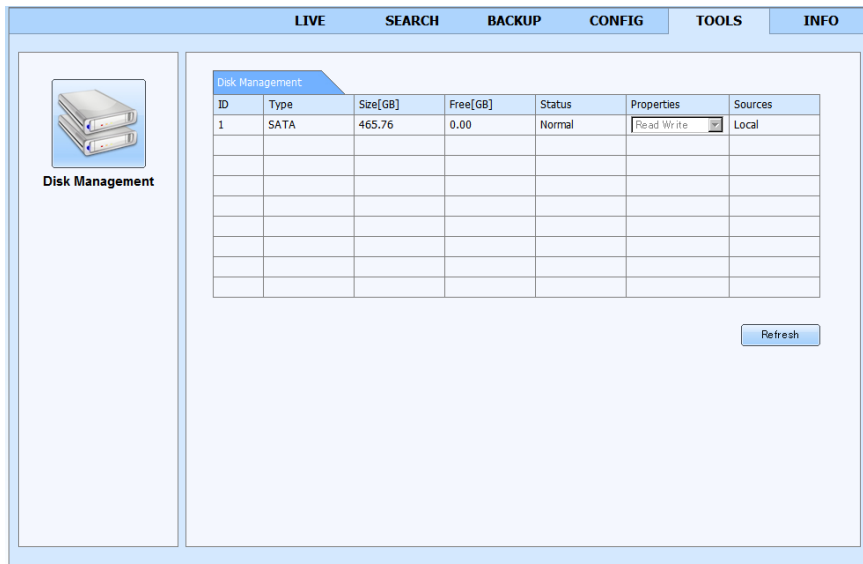 LIVE SEARCH BACKUP CONFIG TOOLS INFO
Disk Management
Disk Management
ID Type Size[GB] Free[GB] Status Properties Sources
1 SATA 465.76 0.00 Normal Read Write Local
Refresh